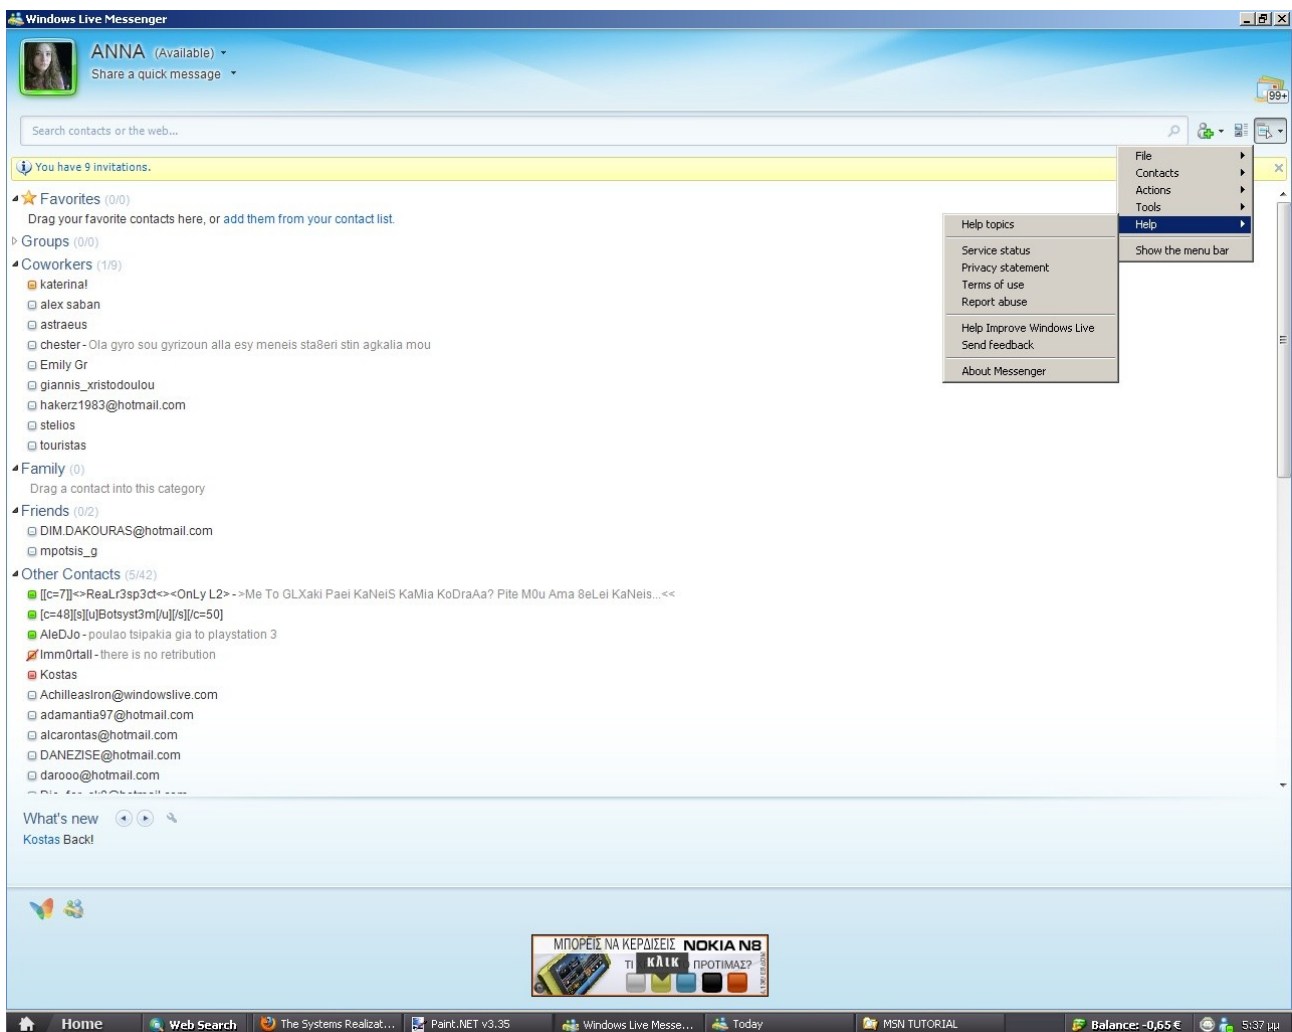 Windows Live Messenger
ANNA (Available)
Share a quick message
99+
Search contacts or the web...
You have 9 invitations.
File
Contacts
Actions
Tools
Help
Show the menu bar
Help topics
Service status
Privacy statement
Terms of use
Report abuse
Help Improve Windows Live
Send feedback
About Messenger
Favorites (0/0)
Drag your favorite contacts here, or add them from your contact list.
Groups (0/0)
Coworkers (1/9)
katerina!
alex saban
astraeus
chester - Ola gyro sou gyrizoun alla esy meneis sta8eri stin agkalia mou
Emily Gr
giannis_xristodoulou
hakerz1983@hotmail.com
stelios
touristas
Family (0)
Drag a contact into this category
Friends (0/2)
DIM.DAKOURAS@hotmail.com
mpotsis_g
Other Contacts (5/42)
[[c=7]]<>ReaLr3sp3ct<><OnLy L2> - >Me To GLXaki Paei KaNeiS KaMia KoDraAa? Pite M0u Ama 8eLei KaNeis...<<
[c=48][s][u]Botsyst3m[/u][/s][/c=50]
AleDJo - poulao tsipakia gia to playstation 3
Imm0rtall - there is no retribution
Kostas
AchilleasIron@windowslive.com
adamantia97@hotmail.com
alcarontas@hotmail.com
DANEZISE@hotmail.com
darooo@hotmail.com
What's new
Kostas Back!
ΜΠΟΡΕΙΣ ΝΑ ΚΕΡΔΙΣΕΙΣ NOKIA N8
ΤΙ ΚΛΙΚ ΠΡΟΤΙΜΑΣ?
Home
Web Search
The Systems Realizat...
Paint.NET v3.35
Windows Live Messe...
Today
MSN TUTORIAL
Balance: -0,65 €
5:37 μμ